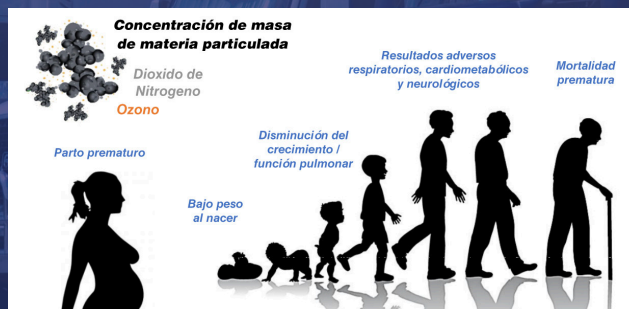 Concentración de masa
de materia particulada
Dioxido de
Nitrogeno
Ozono
Parto prematuro
Bajo peso
al nacer
Disminución del
crecimiento /
función pulmonar
Resultados adversos
respiratorios, cardiometabólicos
y neurológicos
Mortalidad
prematura